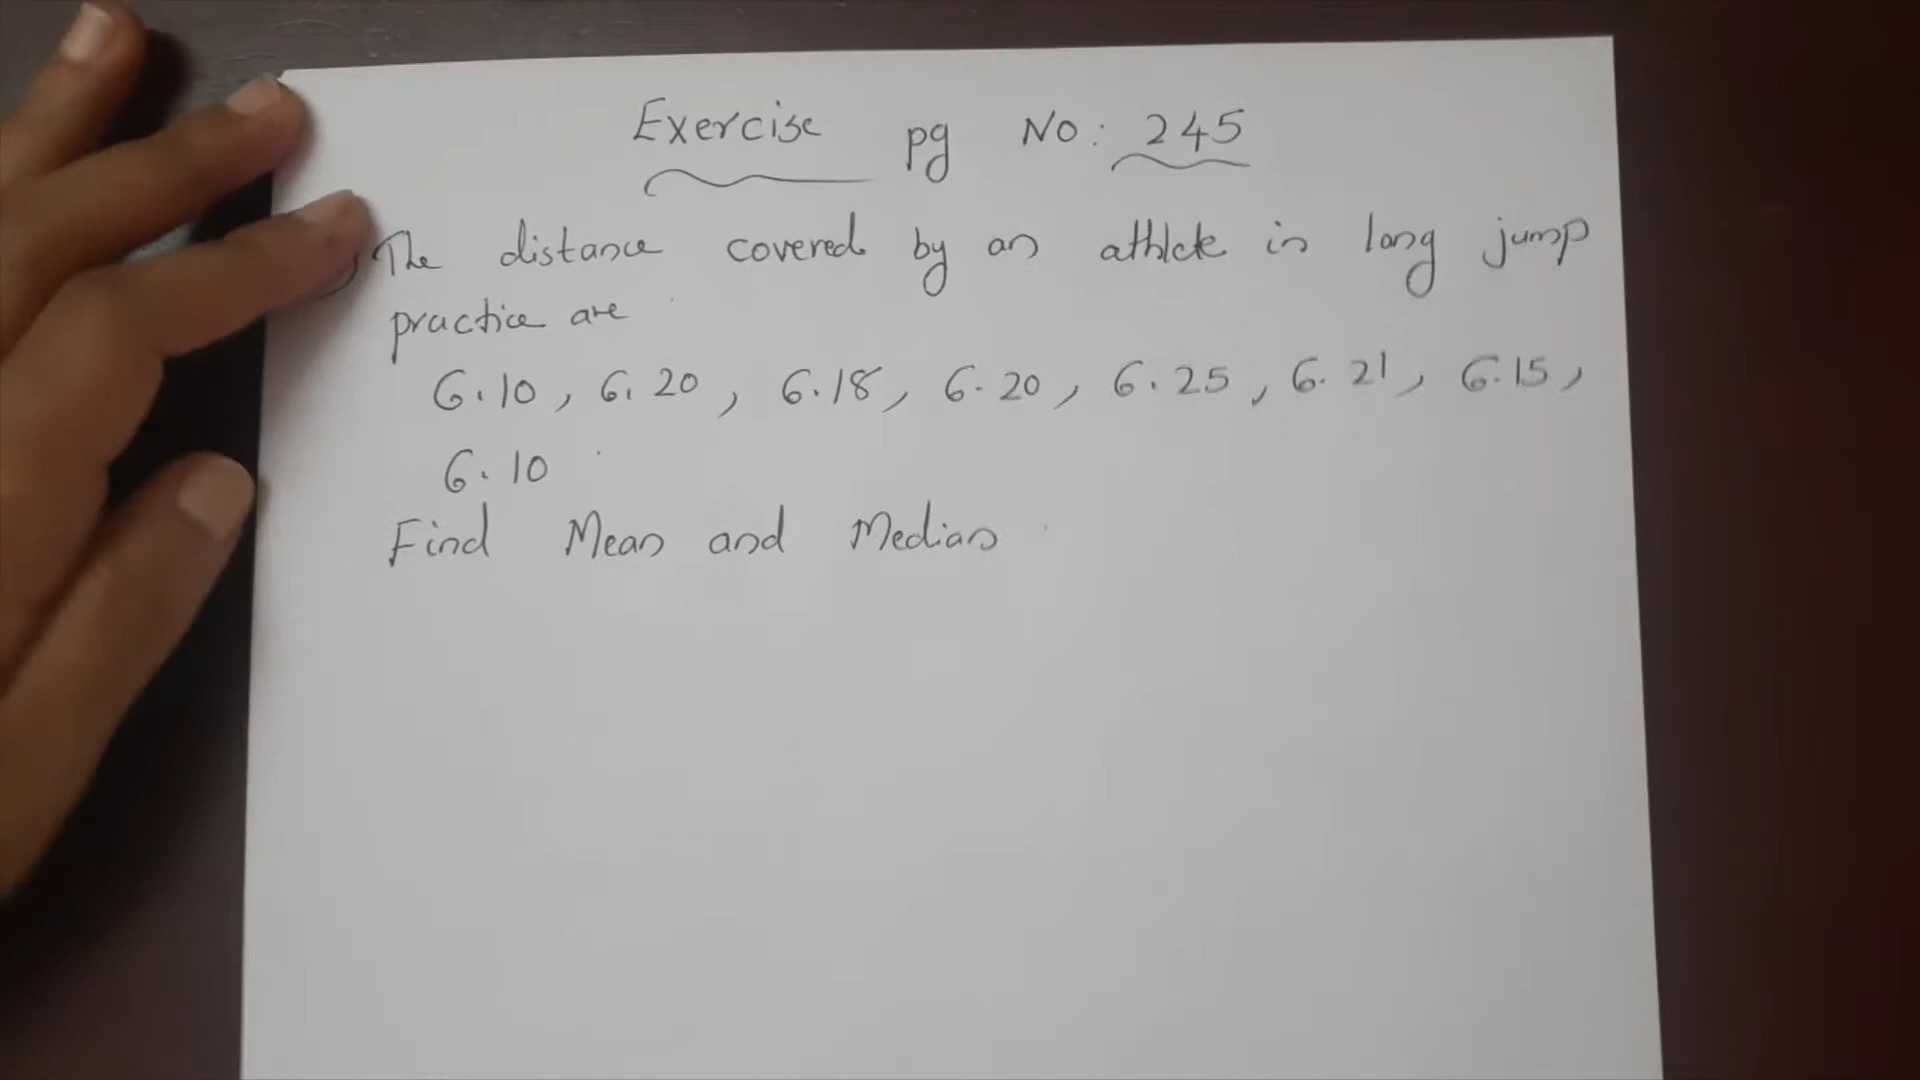 Exercise pg No: 245
The distance covered by an athlete in long jump
practice are
6.10, 6.20, 6.18, 6.20, 6.25, 6.21, 6.15,
6.10
Find Mean and Median